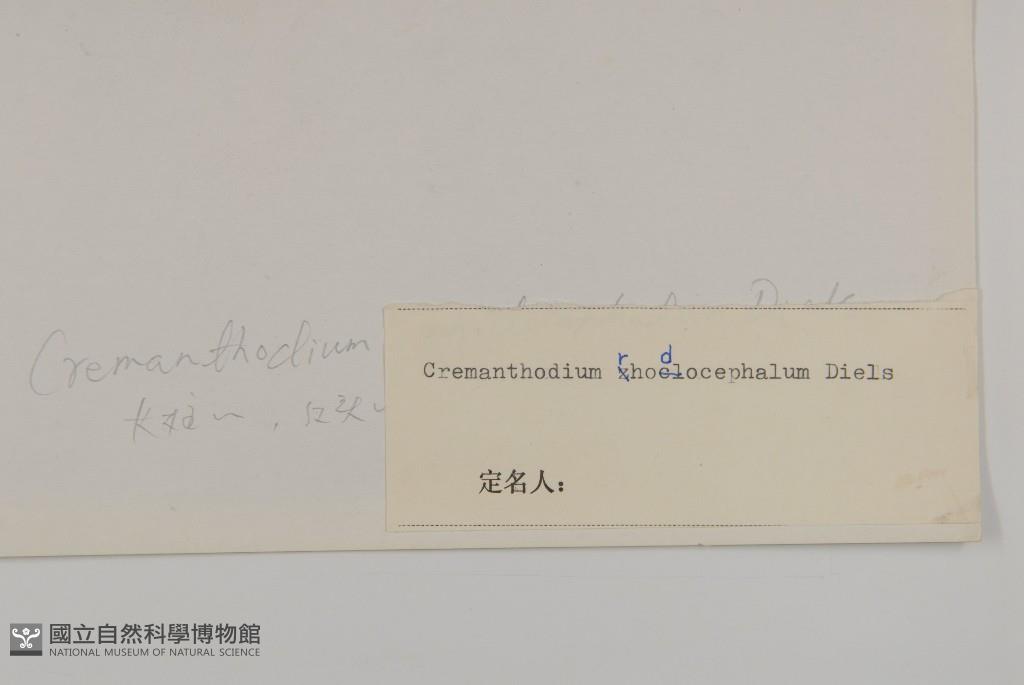 Cremanthodium
Cremanthodium rhodocephalum Diels
定名人:
國立自然科學博物館
NATIONAL MUSEUM OF NATURAL SCIENCE